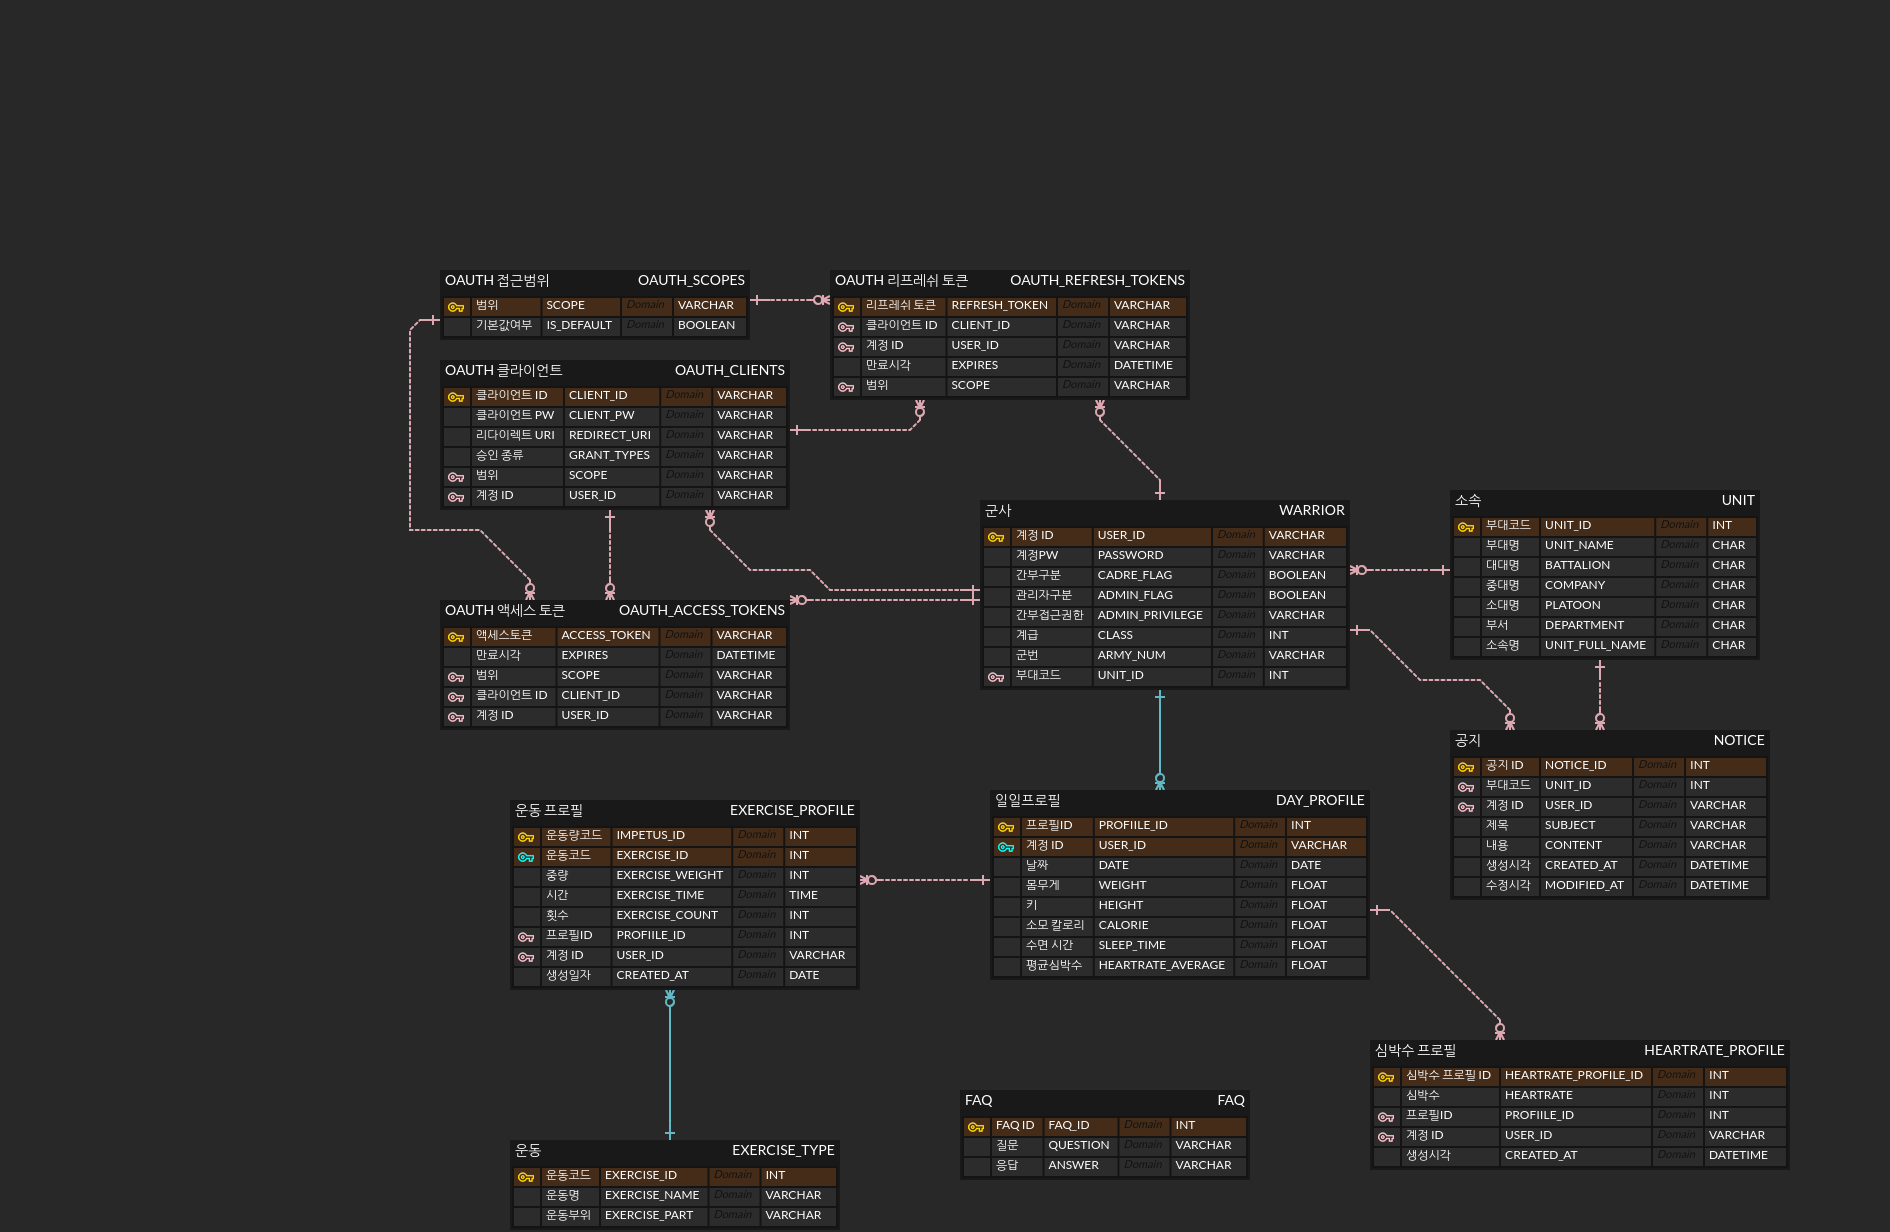 OAUTH 접근범위 OAUTH_SCOPES
범위 SCOPE Domain VARCHAR
기본값여부 IS_DEFAULT Domain BOOLEAN
OAUTH 리프레쉬 토큰 OAUTH_REFRESH_TOKENS
리프레쉬 토큰 REFRESH_TOKEN Domain VARCHAR
클라이언트 ID CLIENT_ID Domain VARCHAR
계정 ID USER_ID Domain VARCHAR
만료시각 EXPIRES Domain DATETIME
범위 SCOPE Domain VARCHAR
OAUTH 클라이언트 OAUTH_CLIENTS
클라이언트 ID CLIENT_ID Domain VARCHAR
클라이언트 PW CLIENT_PW Domain VARCHAR
리다이렉트 URI REDIRECT_URI Domain VARCHAR
승인 종류 GRANT_TYPES Domain VARCHAR
범위 SCOPE Domain VARCHAR
계정 ID USER_ID Domain VARCHAR
군사 WARRIOR
계정 ID USER_ID Domain VARCHAR
계정PW PASSWORD Domain VARCHAR
간부구분 CADRE_FLAG Domain BOOLEAN
관리자구분 ADMIN_FLAG Domain BOOLEAN
간부접근권한 ADMIN_PRIVILEGE Domain VARCHAR
계급 CLASS Domain INT
군번 ARMY_NUM Domain VARCHAR
부대코드 UNIT_ID Domain INT
소속 UNIT
부대코드 UNIT_ID Domain INT
부대명 UNIT_NAME Domain CHAR
대대명 BATTALION Domain CHAR
중대명 COMPANY Domain CHAR
소대명 PLATOON Domain CHAR
부서 DEPARTMENT Domain CHAR
소속명 UNIT_FULL_NAME Domain CHAR
OAUTH 액세스 토큰 OAUTH_ACCESS_TOKENS
액세스토큰 ACCESS_TOKEN Domain VARCHAR
만료시각 EXPIRES Domain DATETIME
범위 SCOPE Domain VARCHAR
클라이언트 ID CLIENT_ID Domain VARCHAR
계정 ID USER_ID Domain VARCHAR
공지 NOTICE
공지 ID NOTICE_ID Domain INT
부대코드 UNIT_ID Domain INT
계정 ID USER_ID Domain VARCHAR
제목 SUBJECT Domain VARCHAR
내용 CONTENT Domain VARCHAR
생성시각 CREATED_AT Domain DATETIME
수정시각 MODIFIED_AT Domain DATETIME
운동 프로필 EXERCISE_PROFILE
운동량코드 IMPETUS_ID Domain INT
운동코드 EXERCISE_ID Domain INT
중량 EXERCISE_WEIGHT Domain INT
시간 EXERCISE_TIME Domain TIME
횟수 EXERCISE_COUNT Domain INT
프로필ID PROFIILE_ID Domain INT
계정 ID USER_ID Domain VARCHAR
생성일자 CREATED_AT Domain DATE
일일프로필 DAY_PROFILE
프로필ID PROFIILE_ID Domain INT
계정 ID USER_ID Domain VARCHAR
날짜 DATE Domain DATE
몸무게 WEIGHT Domain FLOAT
키 HEIGHT Domain FLOAT
소모 칼로리 CALORIE Domain FLOAT
수면 시간 SLEEP_TIME Domain FLOAT
평균심박수 HEARTRATE_AVERAGE Domain FLOAT
심박수 프로필 HEARTRATE_PROFILE
심박수 프로필 ID HEARTRATE_PROFILE_ID Domain INT
심박수 HEARTRATE Domain INT
프로필ID PROFIILE_ID Domain INT
계정 ID USER_ID Domain VARCHAR
생성시각 CREATED_AT Domain DATETIME
FAQ FAQ
FAQ ID FAQ_ID Domain INT
질문 QUESTION Domain VARCHAR
응답 ANSWER Domain VARCHAR
운동 EXERCISE_TYPE
운동코드 EXERCISE_ID Domain INT
운동명 EXERCISE_NAME Domain VARCHAR
운동부위 EXERCISE_PART Domain VARCHAR